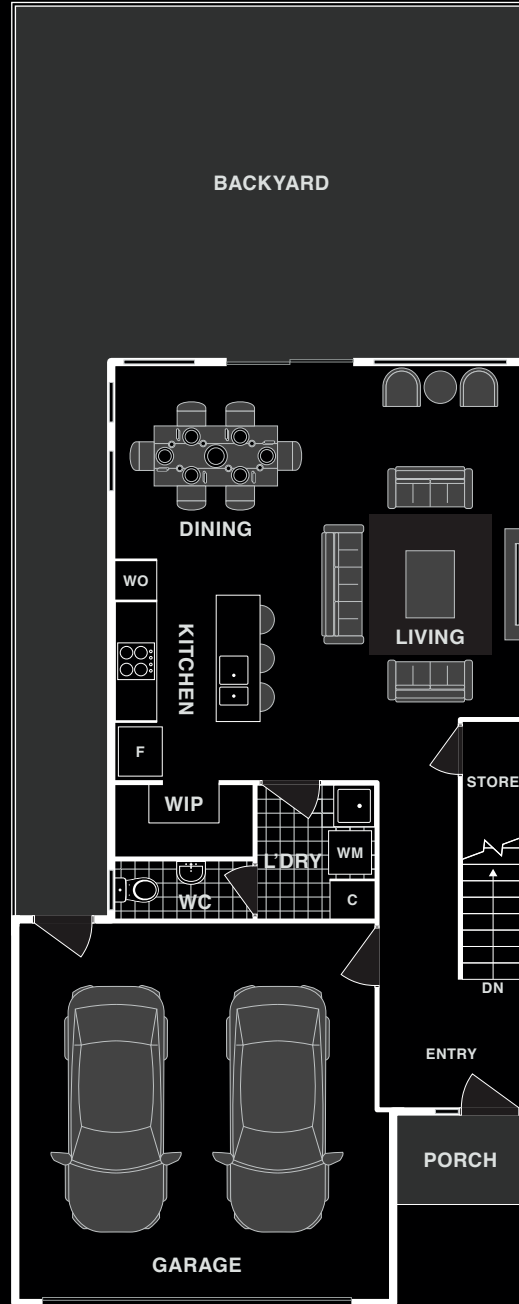 BACKYARD
DINING
WO
KITCHEN
LIVING
F
STORE
WIP
L'DRY
WM
WC
C
DN
ENTRY
PORCH
GARAGE